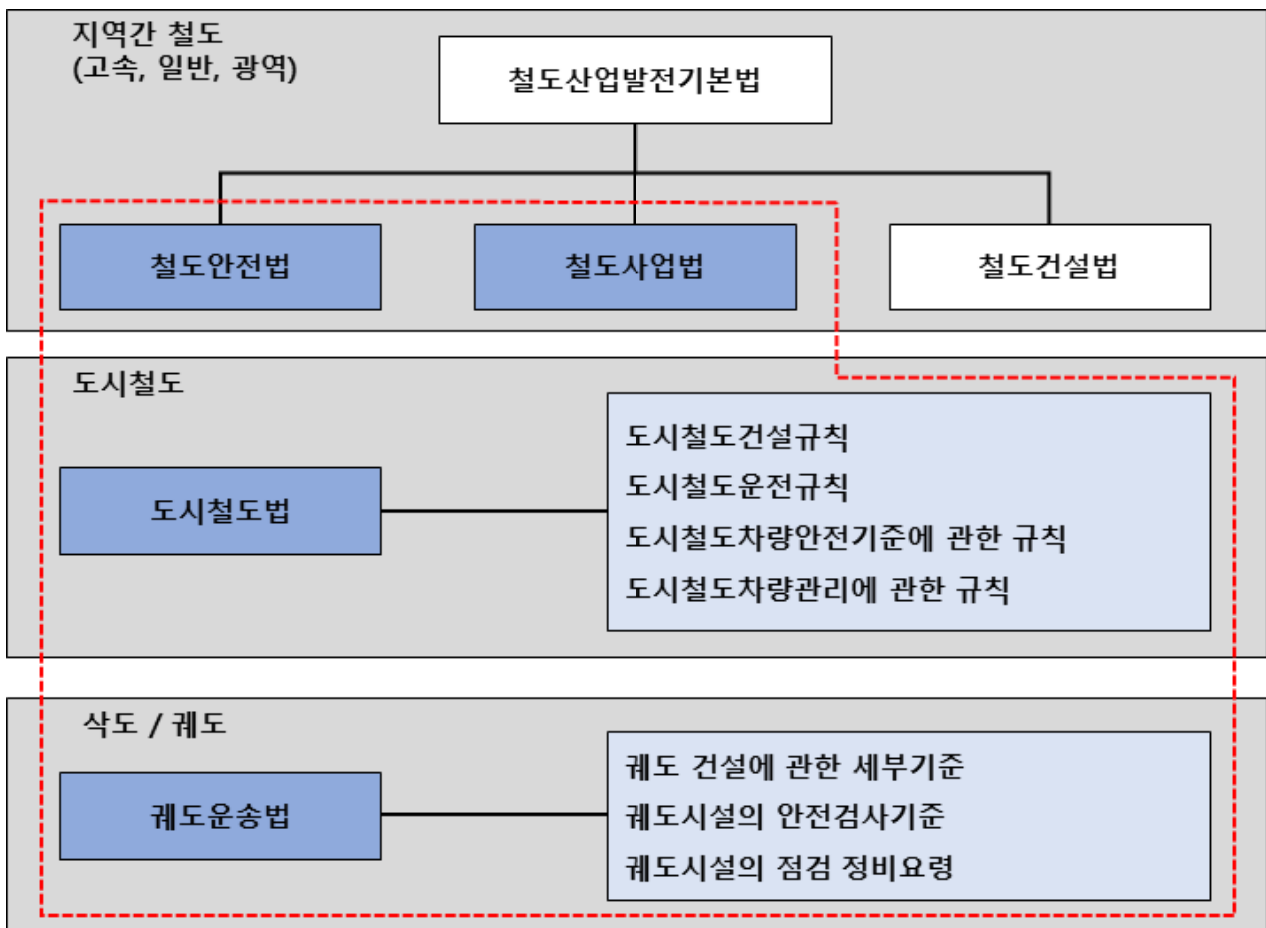 지역간 철도
(고속, 일반, 광역)
철도산업발전기본법
철도안전법
철도사업법
철도건설법
도시철도
도시철도법
도시철도건설규칙
도시철도운전규칙
도시철도차량안전기준에 관한 규칙
도시철도차량관리에 관한 규칙
삭도 / 궤도
궤도운송법
궤도 건설에 관한 세부기준
궤도시설의 안전검사기준
궤도시설의 점검 정비요령